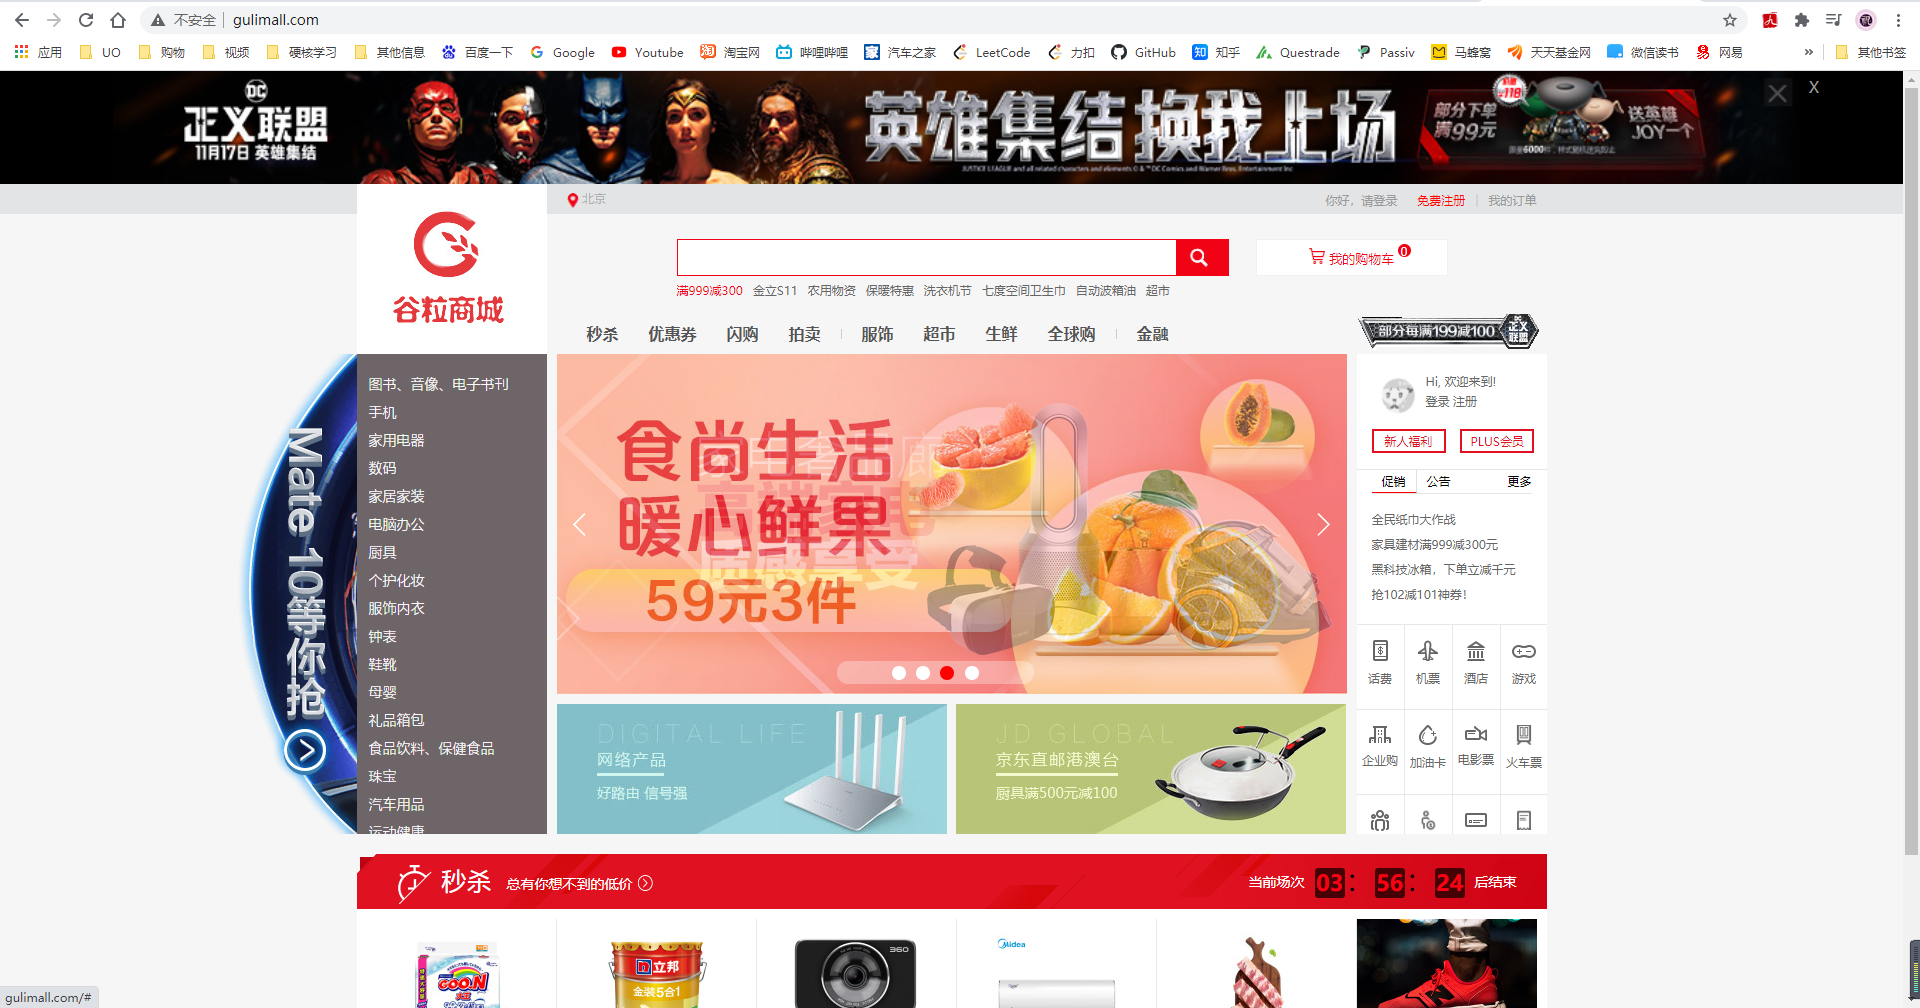 不安全 gulimall.com
应用 UO 购物 视频 硬核学习 其他信息 百度一下 Google Youtube 淘宝网 哔哩哔哩 汽车之家 LeetCode 力扣 GitHub 知乎 Questrade Passiv 马蜂窝 天天基金网 微信读书 网易 » 其他书签
DC
正义联盟
11月17日 英雄集结
英雄集结 换我上场
部分下单
满99元
送英雄
JOY一个
X
北京
你好，请登录 免费注册 我的订单
谷粒商城
我的购物车 0
满999减300 金立S11 农用物资 保暖特惠 洗衣机节 七度空间卫生巾 自动波箱油 超市
秒杀 优惠券 闪购 拍卖 服饰 超市 生鲜 全球购 金融
部分每满199减100 正义联盟
Mate 10等你抢
图书、音像、电子书刊
手机
家用电器
数码
家居家装
电脑办公
厨具
个护化妆
服饰内衣
钟表
鞋靴
母婴
礼品箱包
食品饮料、保健食品
珠宝
汽车用品
运动健康
食尚生活
暖心鲜果
59元3件
质感享受
Hi, 欢迎来到!
登录 注册
新人福利 PLUS会员
促销 公告 更多
全民纸巾大作战
家具建材满999减300元
黑科技冰箱，下单立减千元
抢102减101神券!
话费 机票 酒店 游戏
企业购 加油卡 电影票 火车票
DIGITAL LIFE
网络产品
好路由 信号强
JD GLOBAL
京东直邮港澳台
厨具满500元减100
秒杀 总有你想不到的低价
当前场次 03 : 56 : 24 后结束
GOO.N
立邦
金装5合1
360
Midea
gulimall.com/#